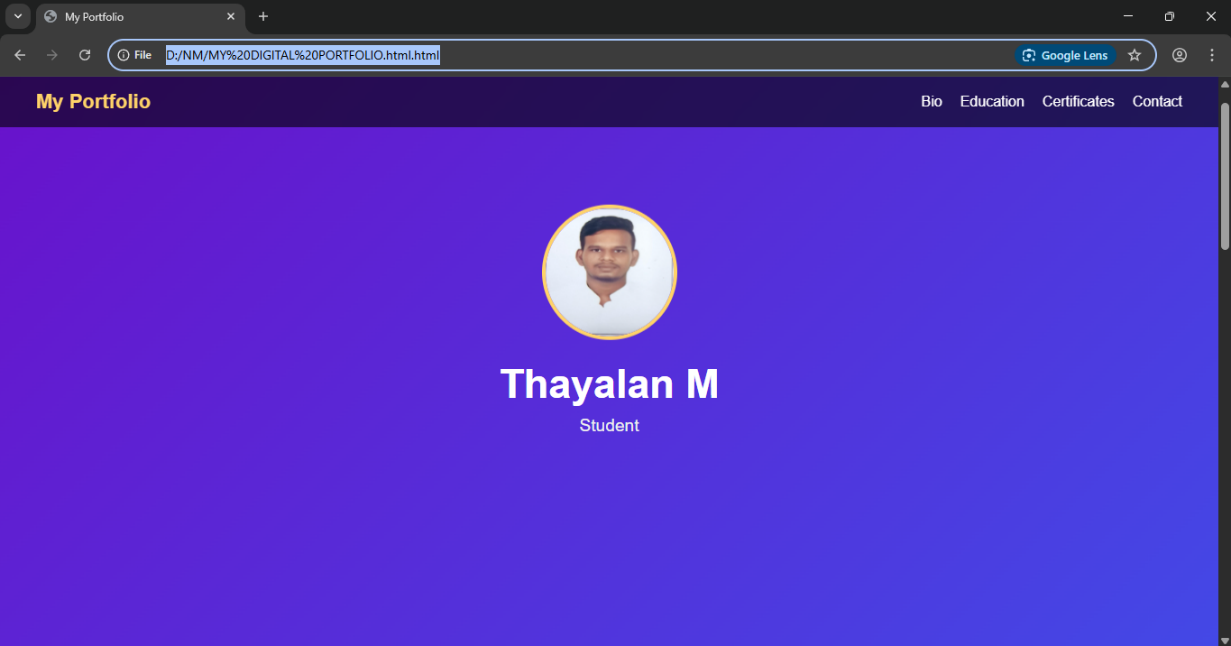 My Portfolio
File D:/NM/MY%20DIGITAL%20PORTFOLIO.html.html Google Lens
My Portfolio Bio Education Certificates Contact
Thayalan M
Student